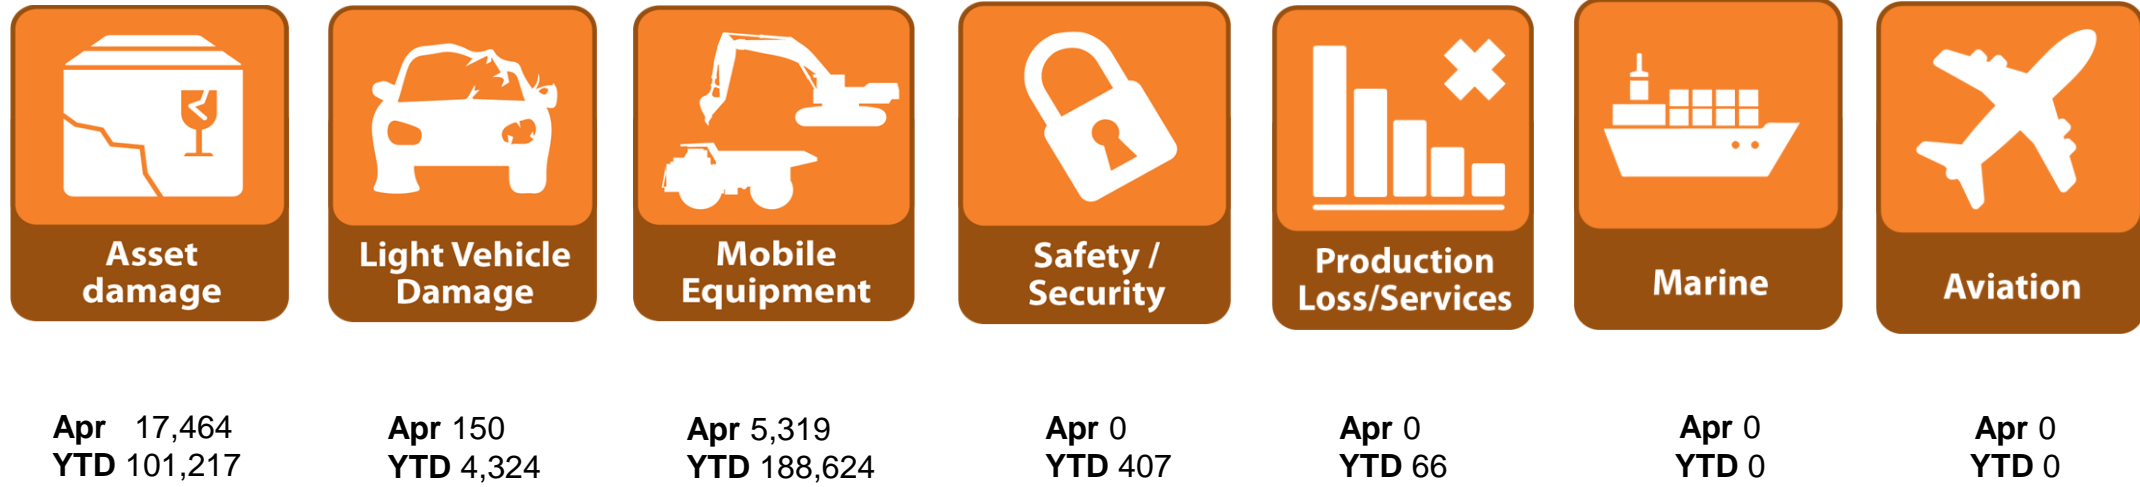 Asset
damage
Light Vehicle
Damage
Mobile
Equipment
Safety /
Security
Production
Loss/Services
Marine
Aviation
Apr 17,464
YTD 101,217
Apr 150
YTD 4,324
Apr 5,319
YTD 188,624
Apr 0
YTD 407
Apr 0
YTD 66
Apr 0
YTD 0
Apr 0
YTD 0